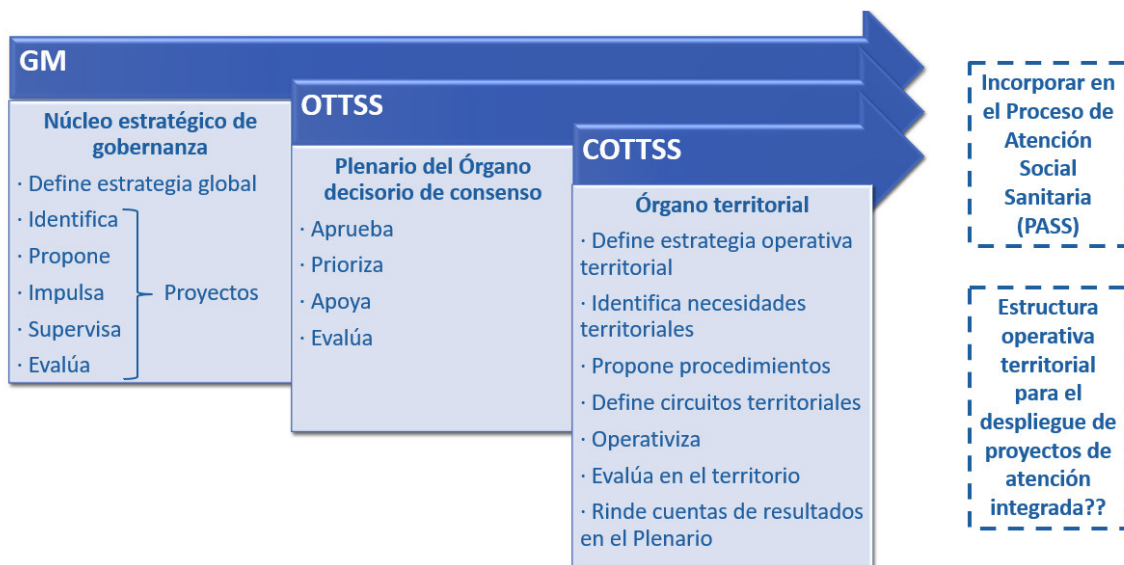 GM
Núcleo estratégico de
gobernanza
· Define estrategia global
· Identifica
· Propone
· Impulsa
· Supervisa
· Evalúa
Proyectos
OTTSS
Plenario del Órgano
decisorio de consenso
· Aprueba
· Prioriza
· Apoya
· Evalúa
COTTSS
Órgano territorial
· Define estrategia operativa
territorial
· Identifica necesidades
territoriales
· Propone procedimientos
· Define circuitos territoriales
· Operativiza
· Evalúa en el territorio
· Rinde cuentas de resultados
en el Plenario
Incorporar en
el Proceso de
Atención
Social
Sanitaria
(PASS)
Estructura
operativa
territorial
para el
despliegue de
proyectos de
atención
integrada??